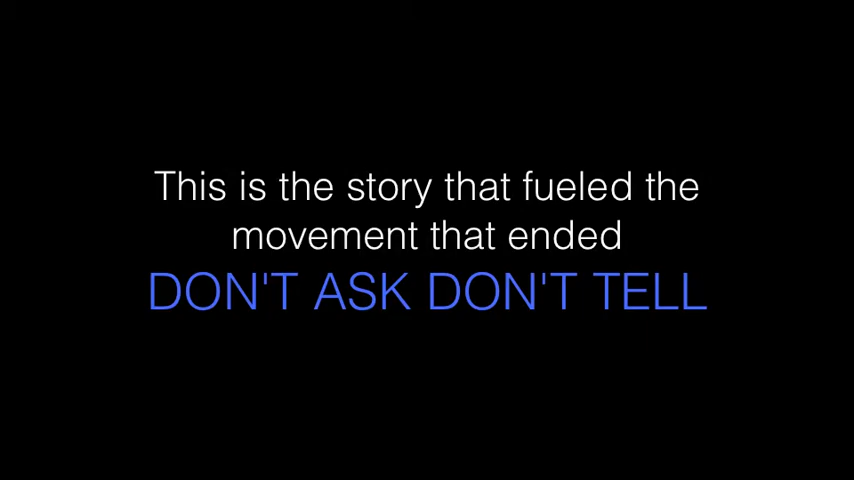 This is the story that fueled the
movement that ended
DON'T ASK DON'T TELL